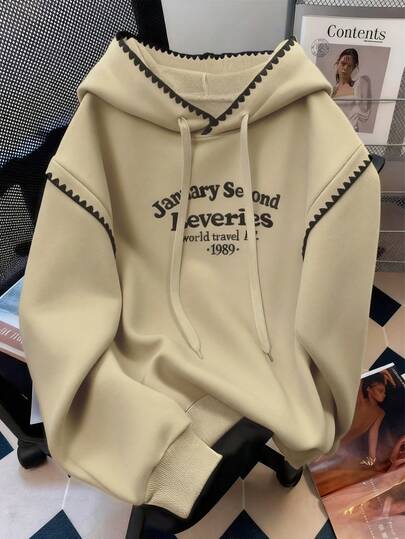 Contents
January Second
Reveries
world travel
·1989·